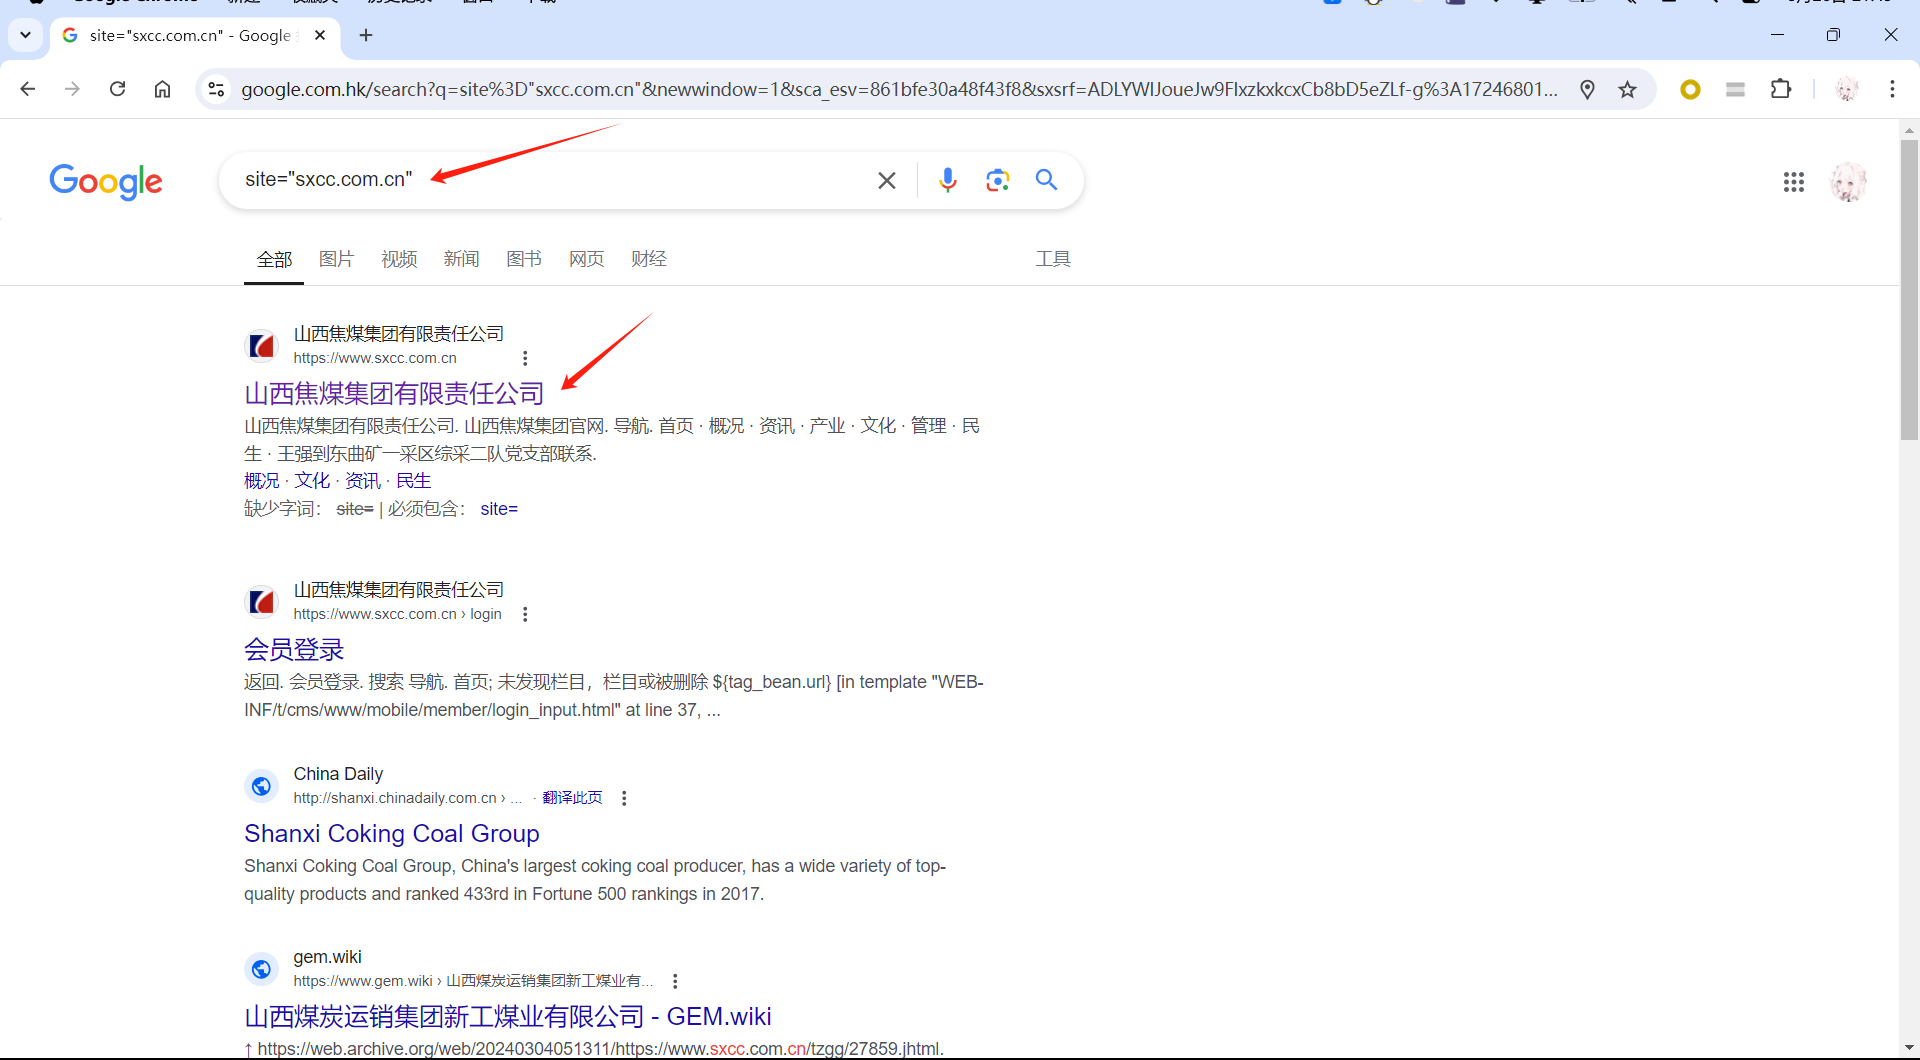 site="sxcc.com.cn" - Google
google.com.hk/search?q=site%3D"sxcc.com.cn"&newwindow=1&sca_esv=861bfe30a48f43f8&sxsrf=ADLYWIJoueJw9FlxzkxkcxCb8bD5eZLf-g%3A17246801...
Google
site="sxcc.com.cn"
全部 图片 视频 新闻 图书 网页 财经 工具
山西焦煤集团有限责任公司
https://www.sxcc.com.cn
山西焦煤集团有限责任公司
山西焦煤集团有限责任公司. 山西焦煤集团官网. 导航. 首页 · 概况 · 资讯 · 产业 · 文化 · 管理 · 民
生 · 王强到东曲矿一采区综采二队党支部联系.
概况 · 文化 · 资讯 · 民生
缺少字词： site= | 必须包含： site=
山西焦煤集团有限责任公司
https://www.sxcc.com.cn › login
会员登录
返回. 会员登录. 搜索 导航. 首页; 未发现栏目，栏目或被删除 ${tag_bean.url} [in template "WEB-
INF/t/cms/www/mobile/member/login_input.html" at line 37, ...
China Daily
http://shanxi.chinadaily.com.cn › ... · 翻译此页
Shanxi Coking Coal Group
Shanxi Coking Coal Group, China's largest coking coal producer, has a wide variety of top-
quality products and ranked 433rd in Fortune 500 rankings in 2017.
gem.wiki
https://www.gem.wiki › 山西煤炭运销集团新工煤业有...
山西煤炭运销集团新工煤业有限公司 - GEM.wiki
↑ https://web.archive.org/web/20240304051311/https://www.sxcc.com.cn/tzgg/27859.jhtml.